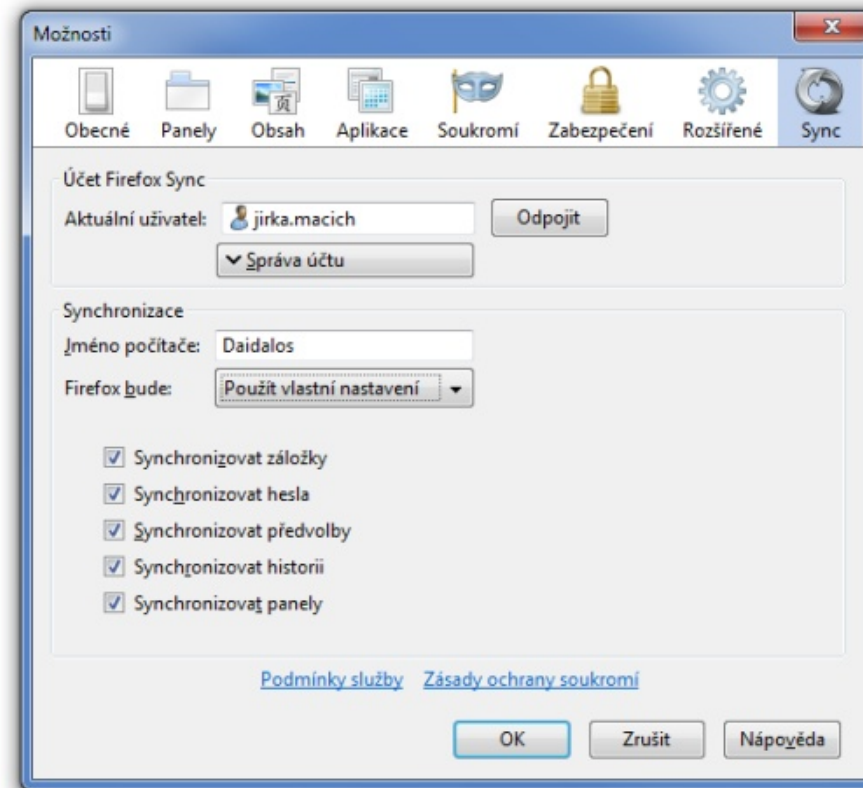 Možnosti
Obecné Panely Obsah Aplikace Soukromí Zabezpečení Rozšířené Sync
Účet Firefox Sync
Aktuální uživatel: jirka.macich Odpojit
Správa účtu
Synchronizace
Jméno počítače: Daidalos
Firefox bude: Použít vlastní nastavení
Synchronizovat záložky
Synchronizovat hesla
Synchronizovat předvolby
Synchronizovat historii
Synchronizovat panely
Podmínky služby Zásady ochrany soukromí
OK Zrušit Nápověda